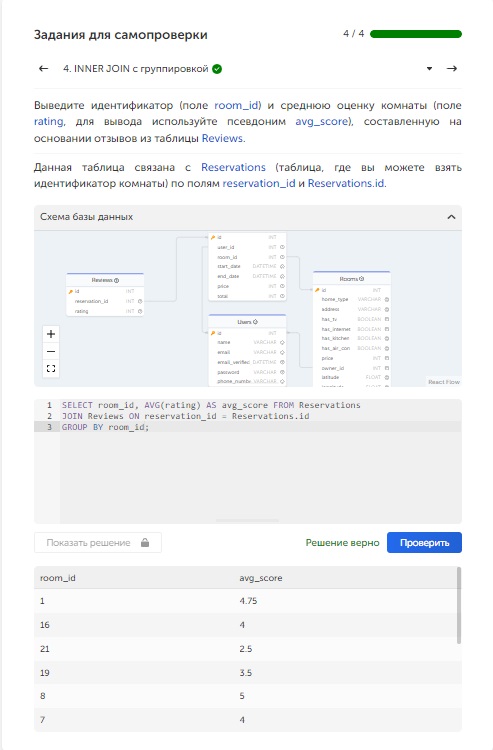 Задания для самопроверки
4 / 4
4. INNER JOIN с группировкой
Выведите идентификатор (поле room_id) и среднюю оценку комнаты (поле
rating, для вывода используйте псевдоним avg_score), составленную на
основании отзывов из таблицы Reviews.
Данная таблица связана с Reservations (таблица, где вы можете взять
идентификатор комнаты) по полям reservation_id и Reservations.id.
Схема базы данных
id INT
user_id INT
room_id INT
start_date DATETIME
end_date DATETIME
price INT
total INT
Reviews
id INT
reservation_id INT
rating INT
Rooms
id INT
home_type VARCHAR
address VARCHAR
has_tv BOOLEAN
has_internet BOOLEAN
has_kitchen BOOLEAN
has_air_con BOOLEAN
price INT
owner_id INT
latitude FLOAT
Users
id INT
name VARCHAR
email VARCHAR
email_verified DATETIME
password VARCHAR
phone_number VARCHAR
React Flow
1 SELECT room_id, AVG(rating) AS avg_score FROM Reservations
2 JOIN Reviews ON reservation_id = Reservations.id
3 GROUP BY room_id;
Показать решение
Решение верно
Проверить
room_id avg_score
1 4.75
16 4
21 2.5
19 3.5
8 5
7 4